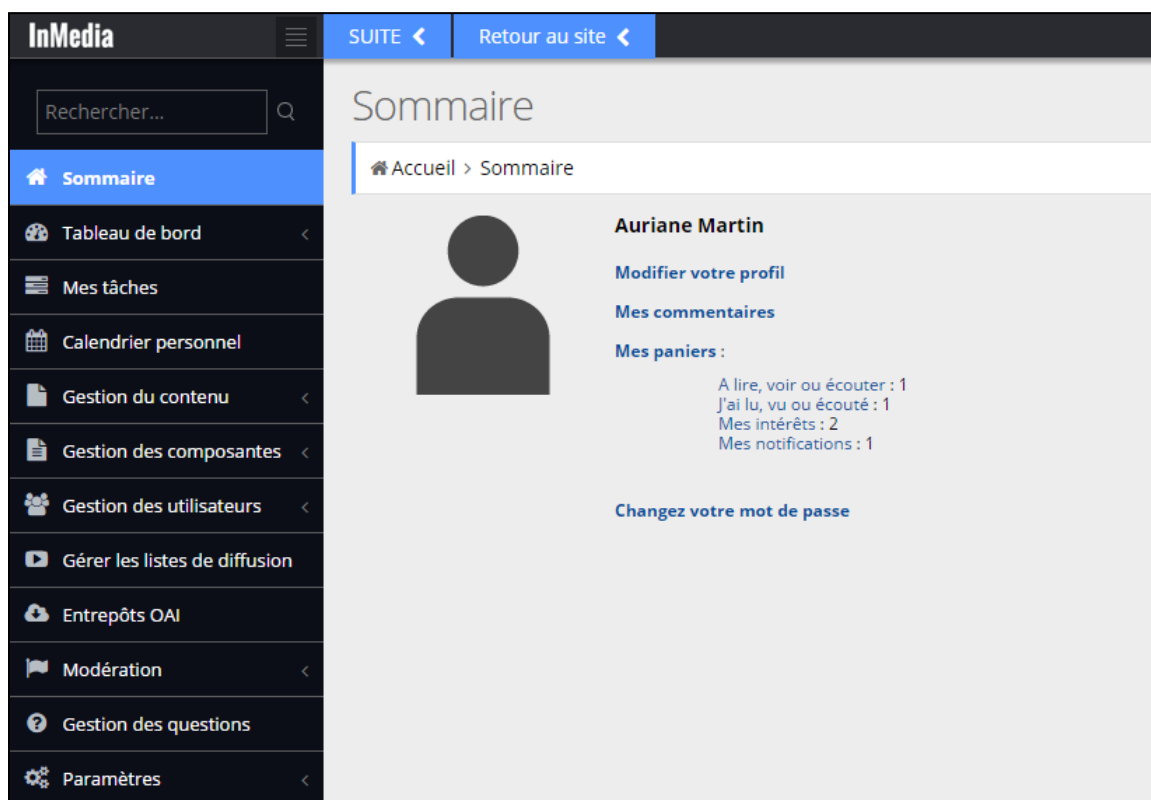 InMedia
SUITE
Retour au site
Rechercher...
Sommaire
Tableau de bord
Mes tâches
Calendrier personnel
Gestion du contenu
Gestion des composantes
Gestion des utilisateurs
Gérer les listes de diffusion
Entrepôts OAI
Modération
Gestion des questions
Paramètres
Sommaire
Accueil > Sommaire
Auriane Martin
Modifier votre profil
Mes commentaires
Mes paniers :
A lire, voir ou écouter : 1
J'ai lu, vu ou écouté : 1
Mes intérêts : 2
Mes notifications : 1
Changez votre mot de passe